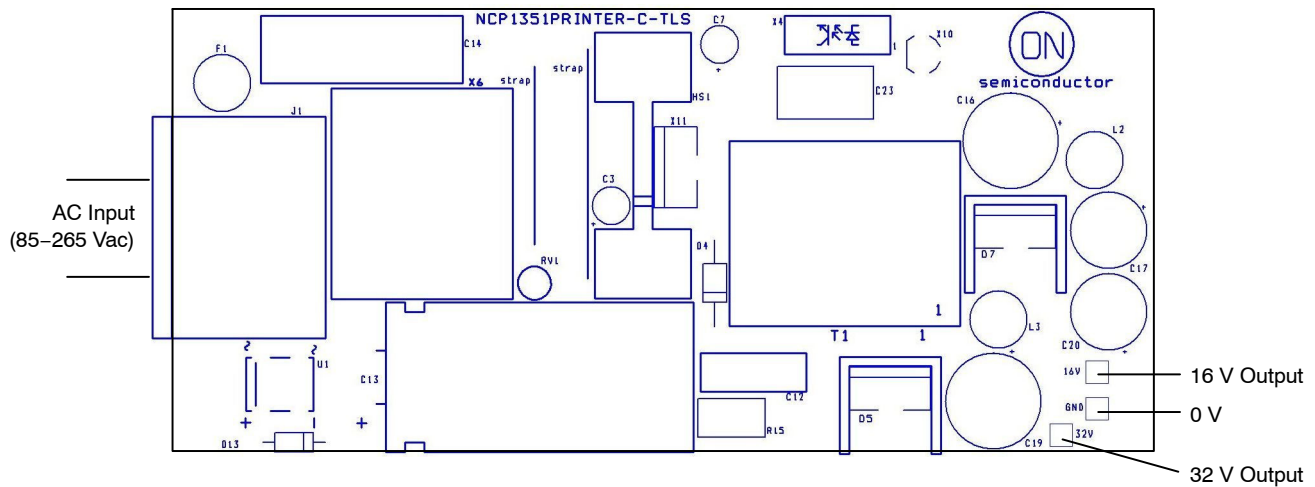 NCP1351PRINTER-C-TLS
F1
C14
C7
X4
1
X10
ON
semiconductor
strap
strap
X6
HS1
C23
C16
J1
X11
L2
AC Input
(85–265 Vac)
C3
D4
D7
RV1
C17
1
L3
T1
1
C20
U1
C13
C12
16V
16 V Output
GND
0 V
D5
R15
D13
C19
32V
32 V Output